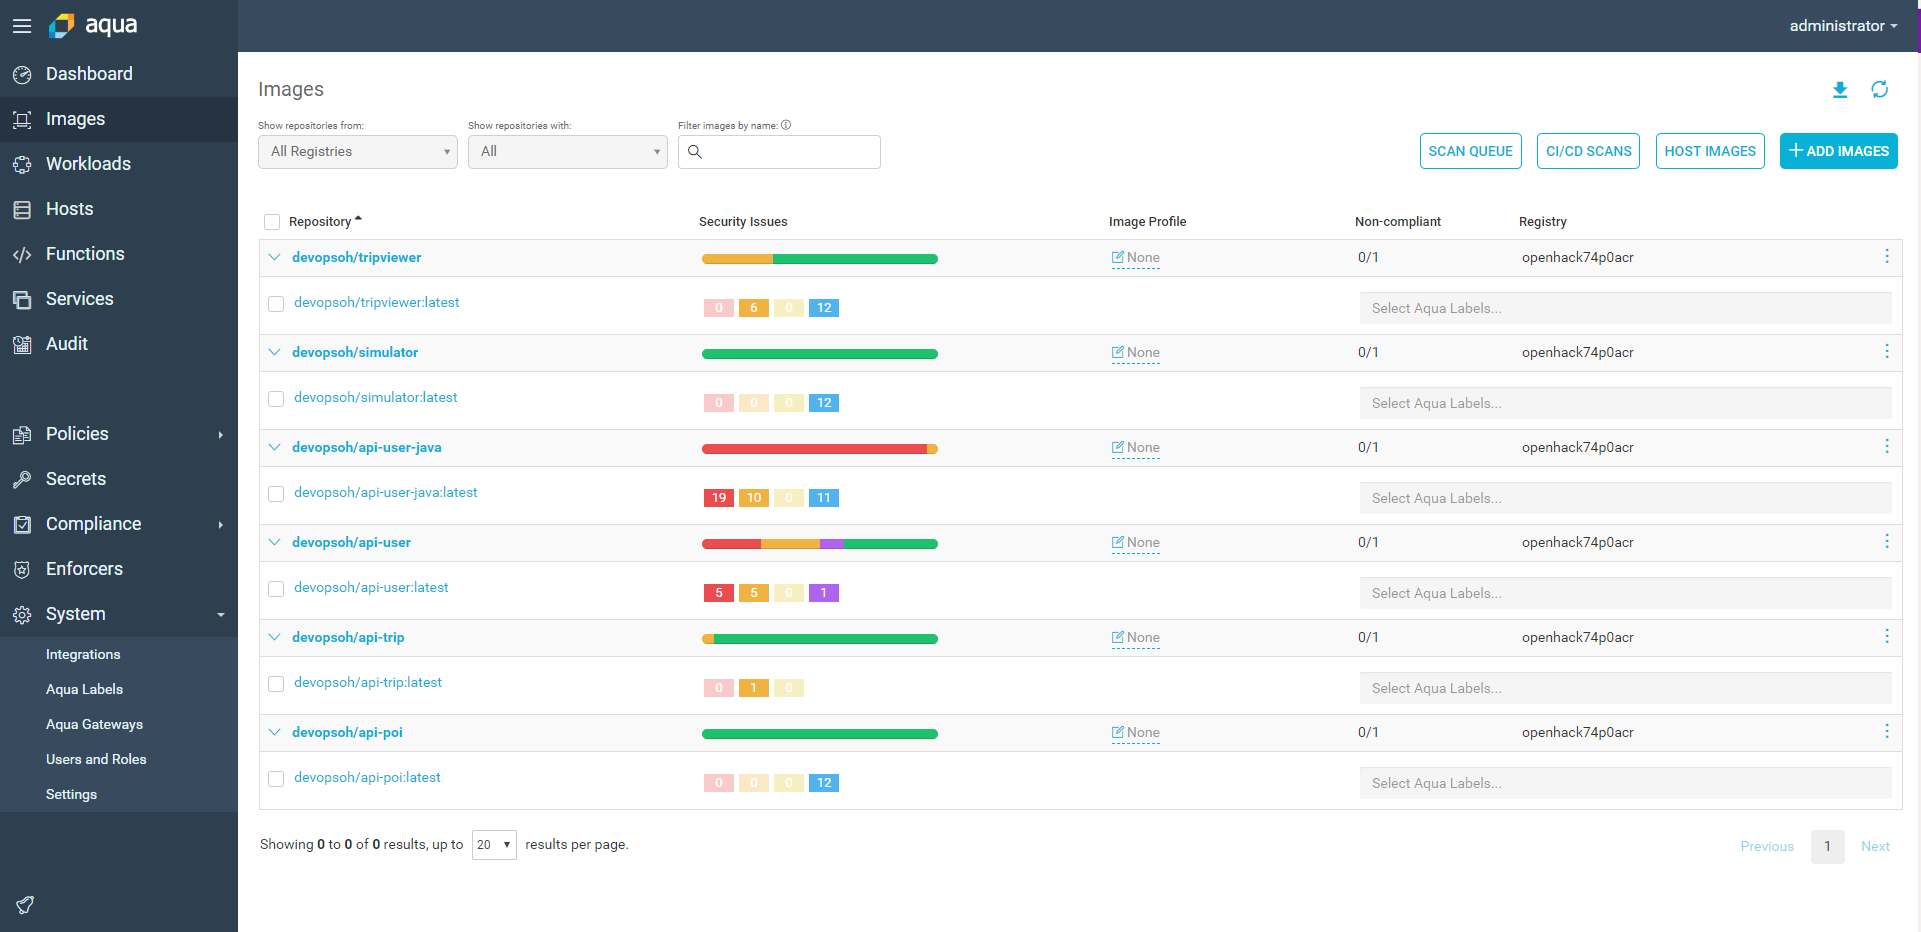 aqua
administrator
Dashboard
Images
Workloads
Hosts
Functions
Services
Audit
Policies
Secrets
Compliance
Enforcers
System
Integrations
Aqua Labels
Aqua Gateways
Users and Roles
Settings
Images
Show repositories from: Show repositories with: Filter images by name:
All Registries All
SCAN QUEUE CI/CD SCANS HOST IMAGES + ADD IMAGES
Repository Security Issues Image Profile Non-compliant Registry
devopsoh/tripviewer None 0/1 openhack74p0acr
devopsoh/tripviewer:latest 0 6 0 12 Select Aqua Labels...
devopsoh/simulator None 0/1 openhack74p0acr
devopsoh/simulator:latest 0 0 0 12 Select Aqua Labels...
devopsoh/api-user-java None 0/1 openhack74p0acr
devopsoh/api-user-java:latest 19 10 0 11 Select Aqua Labels...
devopsoh/api-user None 0/1 openhack74p0acr
devopsoh/api-user:latest 5 5 0 1 Select Aqua Labels...
devopsoh/api-trip None 0/1 openhack74p0acr
devopsoh/api-trip:latest 0 1 0 Select Aqua Labels...
devopsoh/api-poi None 0/1 openhack74p0acr
devopsoh/api-poi:latest 0 0 0 12 Select Aqua Labels...
Showing 0 to 0 of 0 results, up to 20 results per page.
Previous 1 Next